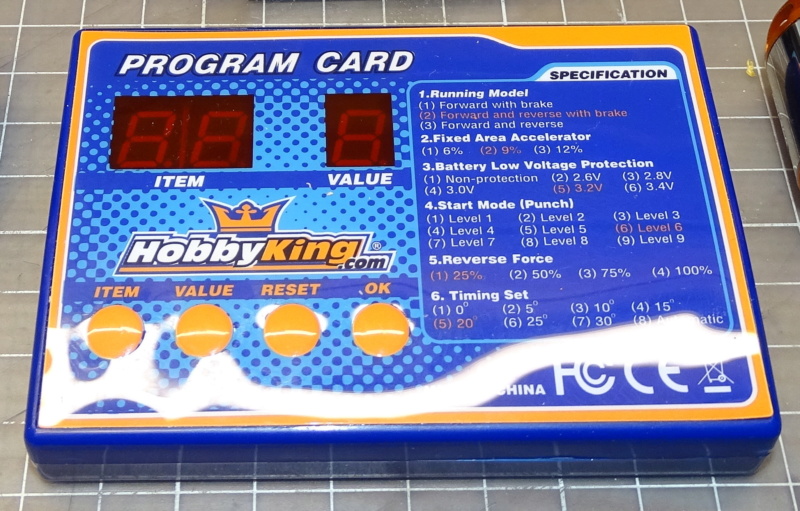 PROGRAM CARD
ITEM
VALUE
HobbyKing®
.com
ITEM VALUE RESET OK
SPECIFICATION
1.Running Model
(1) Forward with brake
(2) Forward and reverse with brake
(3) Forward and reverse
2.Fixed Area Accelerator
(1) 6% (2) 9% (3) 12%
3.Battery Low Voltage Protection
(1) Non-protection (2) 2.6V (3) 2.8V
(4) 3.0V (5) 3.2V (6) 3.4V
4.Start Mode (Punch)
(1) Level 1 (2) Level 2 (3) Level 3
(4) Level 4 (5) Level 5 (6) Level 6
(7) Level 7 (8) Level 8 (9) Level 9
5.Reverse Force
(1) 25% (2) 50% (3) 75% (4) 100%
6. Timing Set
(1) 0° (2) 5° (3) 10° (4) 15°
(5) 20° (6) 25° (7) 30° (8)
CHINA FC CE